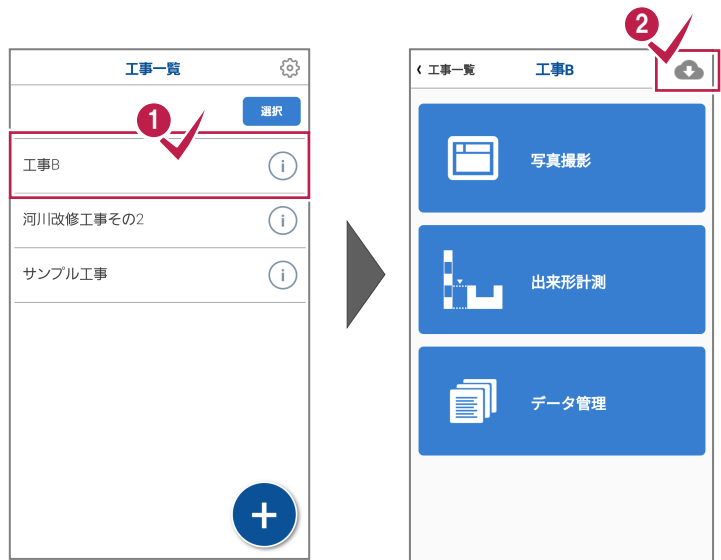 1
工事一覧
選択
工事B
i
河川改修工事その2
i
サンプル工事
i
2
工事一覧
工事B
写真撮影
出来形計測
データ管理